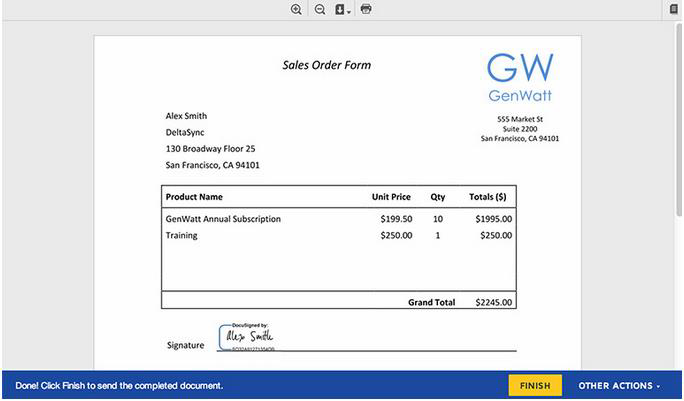 Sales Order Form
GW
GenWatt
555 Market St
Suite 2200
San Francisco, CA 94101
Alex Smith
DeltaSync
130 Broadway Floor 25
San Francisco, CA 94101
Product Name Unit Price Qty Totals ($)
GenWatt Annual Subscription $199.50 10 $1995.00
Training $250.00 1 $250.00
Grand Total $2245.00
DocuSigned by:
Alex Smith
Signature
Done! Click Finish to send the completed document.
FINISH
OTHER ACTIONS